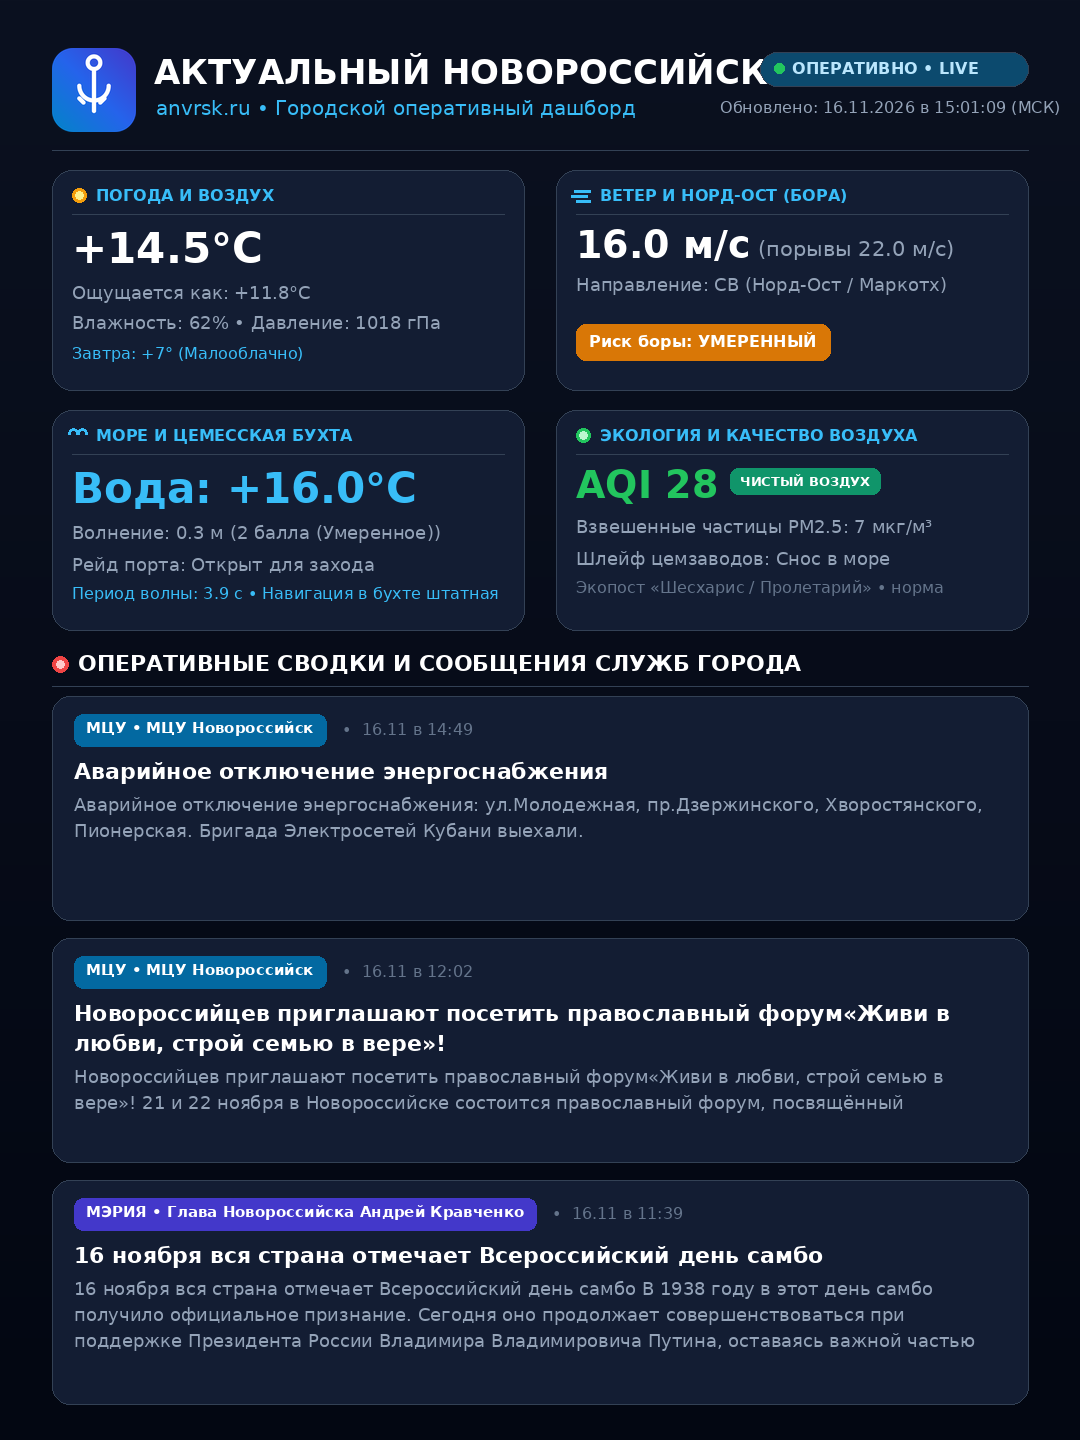 АКТУАЛЬНЫЙ НОВОРОССИЙСК
ОПЕРАТИВНО • LIVE
anvrsk.ru • Городской оперативный дашборд
Обновлено: 16.11.2026 в 15:01:09 (МСК)
ПОГОДА И ВОЗДУХ
+14.5°C
Ощущается как: +11.8°C
Влажность: 62% • Давление: 1018 гПа
Завтра: +7° (Малооблачно)
ВЕТЕР И НОРД-ОСТ (БОРА)
16.0 м/с (порывы 22.0 м/с)
Направление: СВ (Норд-Ост / Маркотх)
Риск боры: УМЕРЕННЫЙ
МОРЕ И ЦЕМЕССКАЯ БУХТА
Вода: +16.0°C
Волнение: 0.3 м (2 балла (Умеренное))
Рейд порта: Открыт для захода
Период волны: 3.9 с • Навигация в бухте штатная
ЭКОЛОГИЯ И КАЧЕСТВО ВОЗДУХА
AQI 28 ЧИСТЫЙ ВОЗДУХ
Взвешенные частицы PM2.5: 7 мкг/м³
Шлейф цемзаводов: Снос в море
Экопост «Шесхарис / Пролетарий» • норма
ОПЕРАТИВНЫЕ СВОДКИ И СООБЩЕНИЯ СЛУЖБ ГОРОДА
МЦУ • МЦУ Новороссийск • 16.11 в 14:49
Аварийное отключение энергоснабжения
Аварийное отключение энергоснабжения: ул.Молодежная, пр.Дзержинского, Хворостянского,
Пионерская. Бригада Электросетей Кубани выехали.
МЦУ • МЦУ Новороссийск • 16.11 в 12:02
Новороссийцев приглашают посетить православный форум«Живи в
любви, строй семью в вере»!
Новороссийцев приглашают посетить православный форум«Живи в любви, строй семью в
вере»! 21 и 22 ноября в Новороссийске состоится православный форум, посвящённый
МЭРИЯ • Глава Новороссийска Андрей Кравченко • 16.11 в 11:39
16 ноября вся страна отмечает Всероссийский день самбо
16 ноября вся страна отмечает Всероссийский день самбо В 1938 году в этот день самбо
получило официальное признание. Сегодня оно продолжает совершенствоваться при
поддержке Президента России Владимира Владимировича Путина, оставаясь важной частью